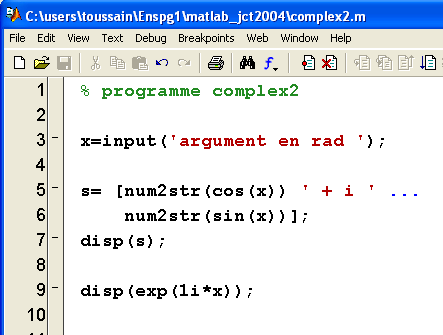 C:\users\toussain\Enspg1\matlab_jct2004\complex2.m
File Edit View Text Debug Breakpoints Web Window Help
1 % programme complex2
2
3 - x=input('argument en rad ');
4
5 - s= [num2str(cos(x)) ' + i ' ...
6 num2str(sin(x))];
7 - disp(s);
8
9 - disp(exp(1i*x));
10